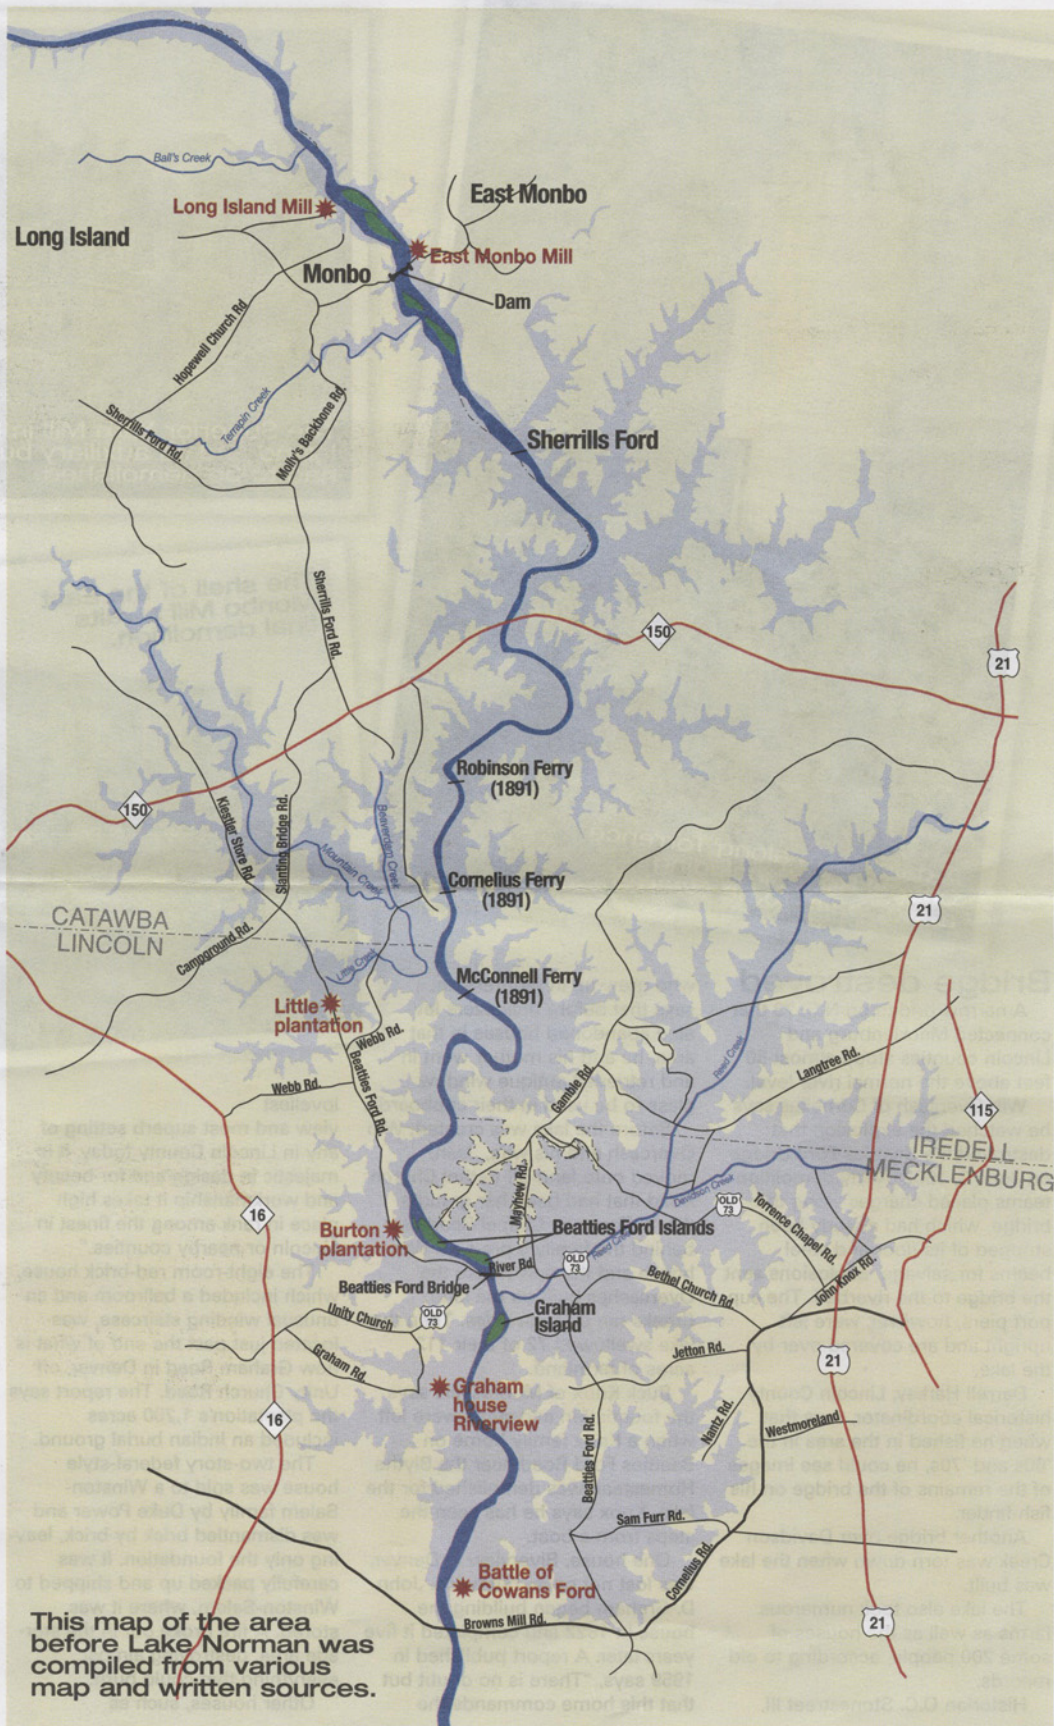 Ball's Creek
Long Island Mill
East Monbo
Long Island
East Monbo Mill
Monbo
Dam
Hopewell Church Rd
Terrapin Creek
Sherrills Ford Rd.
Molly's Backbone Rd.
Sherrills Ford
Sherrills Ford Rd.
150
21
Robinson Ferry
(1891)
150
Kiestler Store Rd.
Slanting Bridge Rd.
Beaverdam Creek
Mountain Creek
Cornelius Ferry
(1891)
21
CATAWBA
LINCOLN
Campground Rd.
Little Creek
McConnell Ferry
(1891)
Little
plantation
Webb Rd.
Webb Rd.
Beatties Ford Rd.
Reed Creek
Langtree Rd.
Gamble Rd.
115
IREDELL
MECKLENBURG
Davidson Creek
Mayhew Rd.
OLD
73
Torrence Chapel Rd.
16
Burton
plantation
Beatties Ford Islands
Reed C
River Rd.
OLD
73
Beatties Ford Bridge
Bethel Church Rd.
John Knox Rd.
Unity Church
OLD
73
Graham
Island
Graham Rd.
Jetton Rd.
21
Graham
house
Riverview
16
Nantz Rd.
Westmoreland
Beatties Ford Rd.
Sam Furr Rd.
Cornelius Rd.
Battle of
Cowans Ford
Browns Mill Rd.
21
This map of the area
before Lake Norman was
compiled from various
map and written sources.